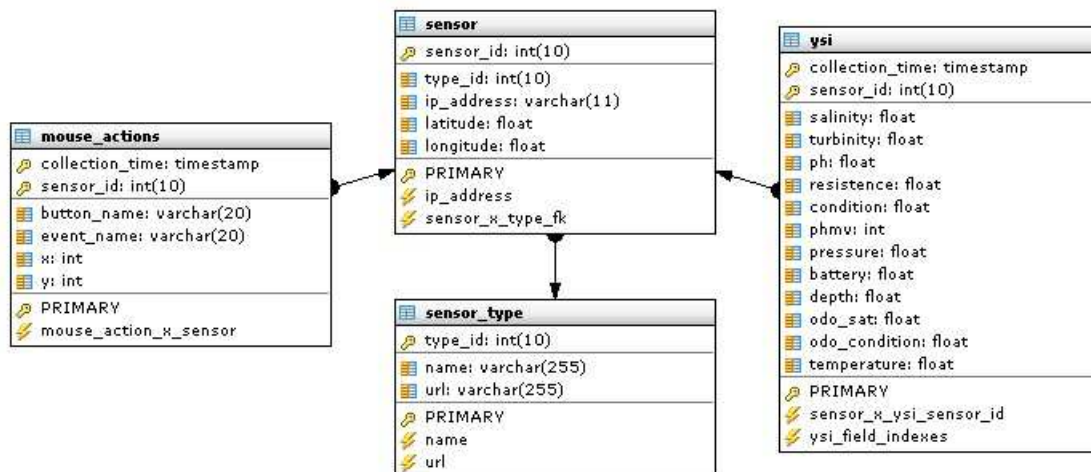 sensor
sensor_id: int(10)
type_id: int(10)
ip_address: varchar(11)
latitude: float
longitude: float
PRIMARY
ip_address
sensor_x_type_fk
mouse_actions
collection_time: timestamp
sensor_id: int(10)
button_name: varchar(20)
event_name: varchar(20)
x: int
y: int
PRIMARY
mouse_action_x_sensor
sensor_type
type_id: int(10)
name: varchar(255)
url: varchar(255)
PRIMARY
name
url
ysi
collection_time: timestamp
sensor_id: int(10)
salinity: float
turbinity: float
ph: float
resistence: float
condition: float
phmv: int
pressure: float
battery: float
depth: float
odo_sat: float
odo_condition: float
temperature: float
PRIMARY
sensor_x_ysi_sensor_id
ysi_field_indexes